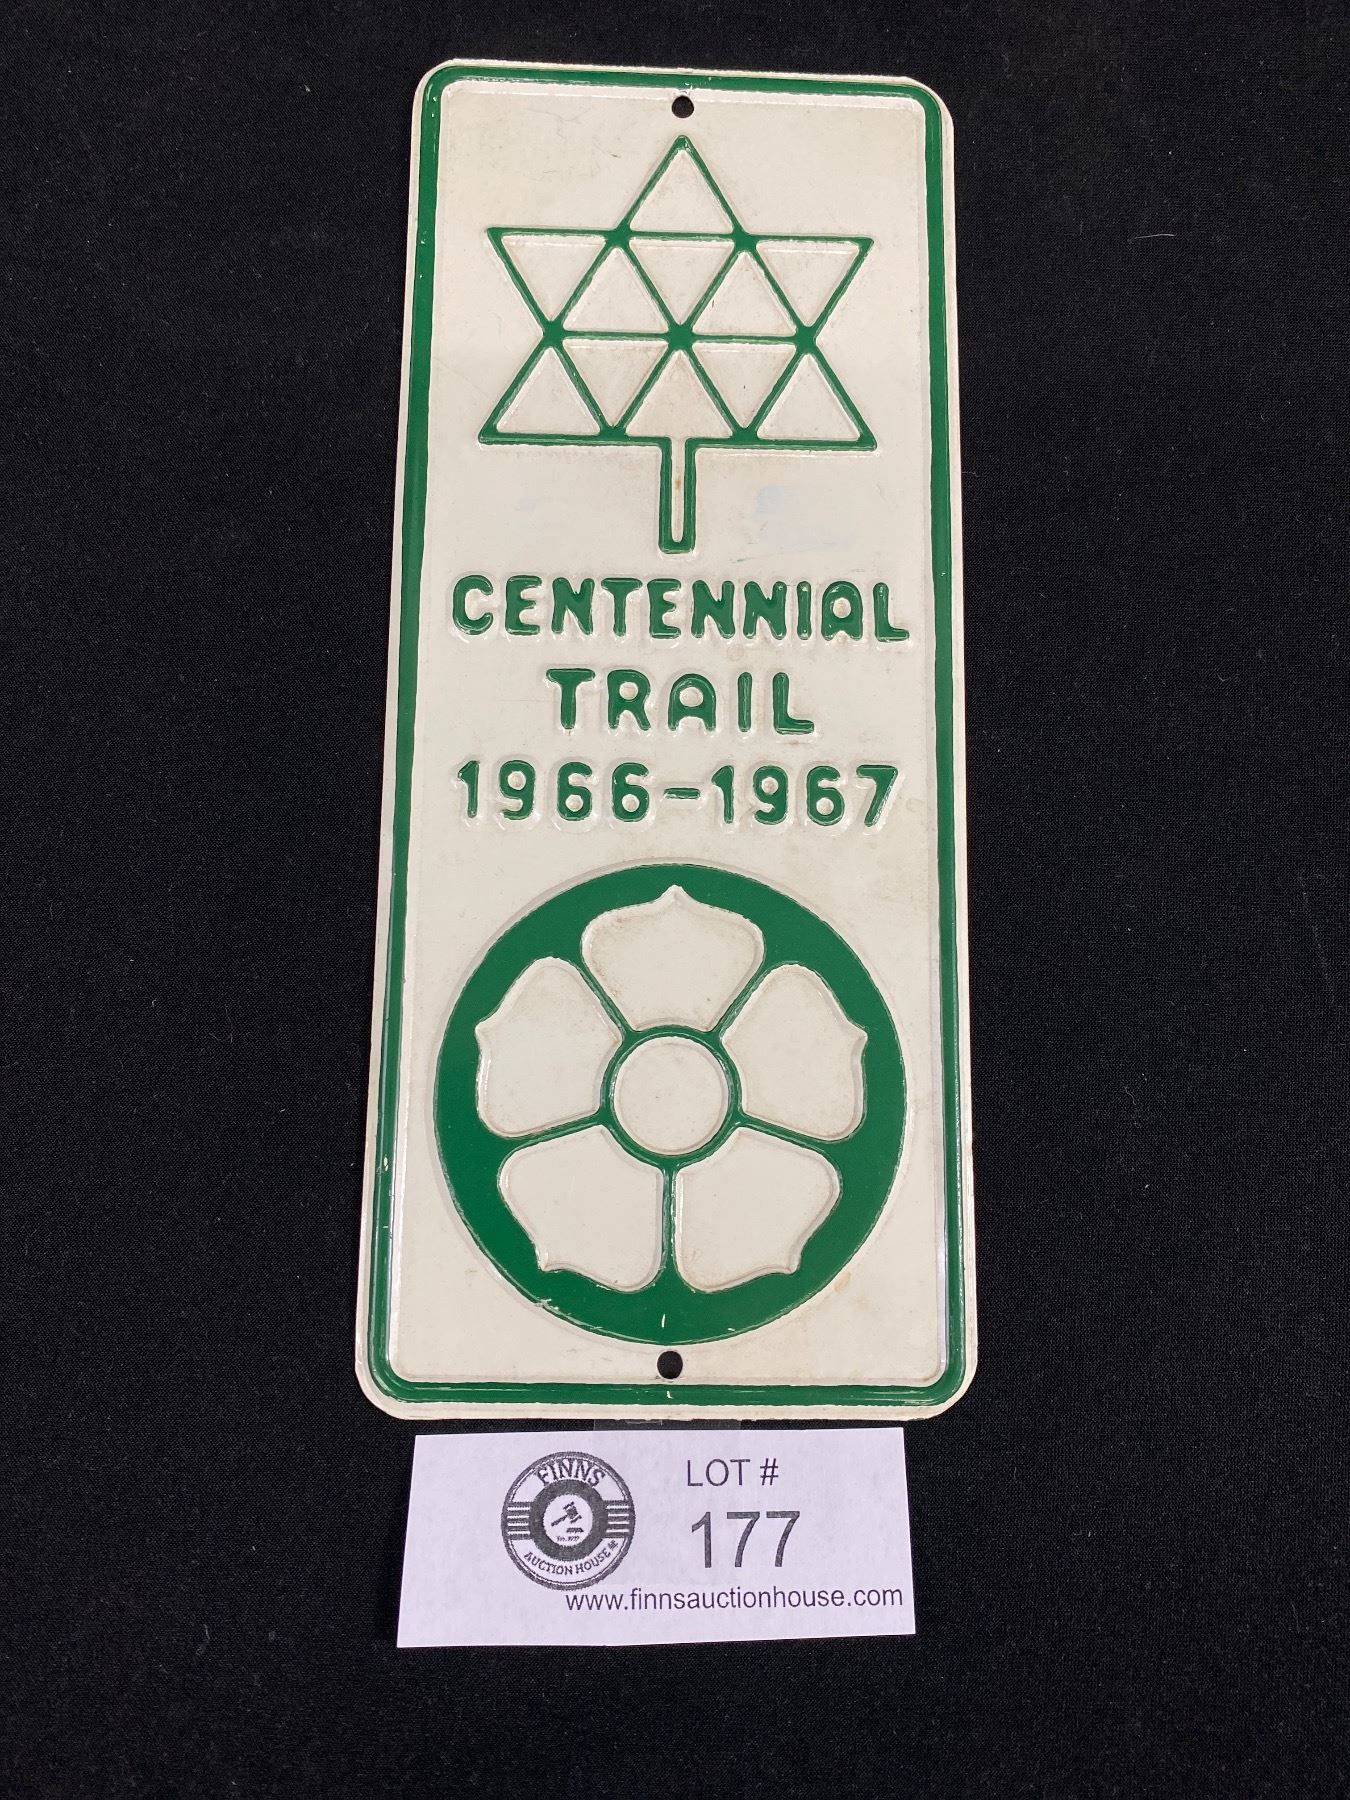 CENTENNIAL
TRAIL
1966-1967
FINNS
AUCTION HOUSE
LOT #
177
www.finnsauctionhouse.com